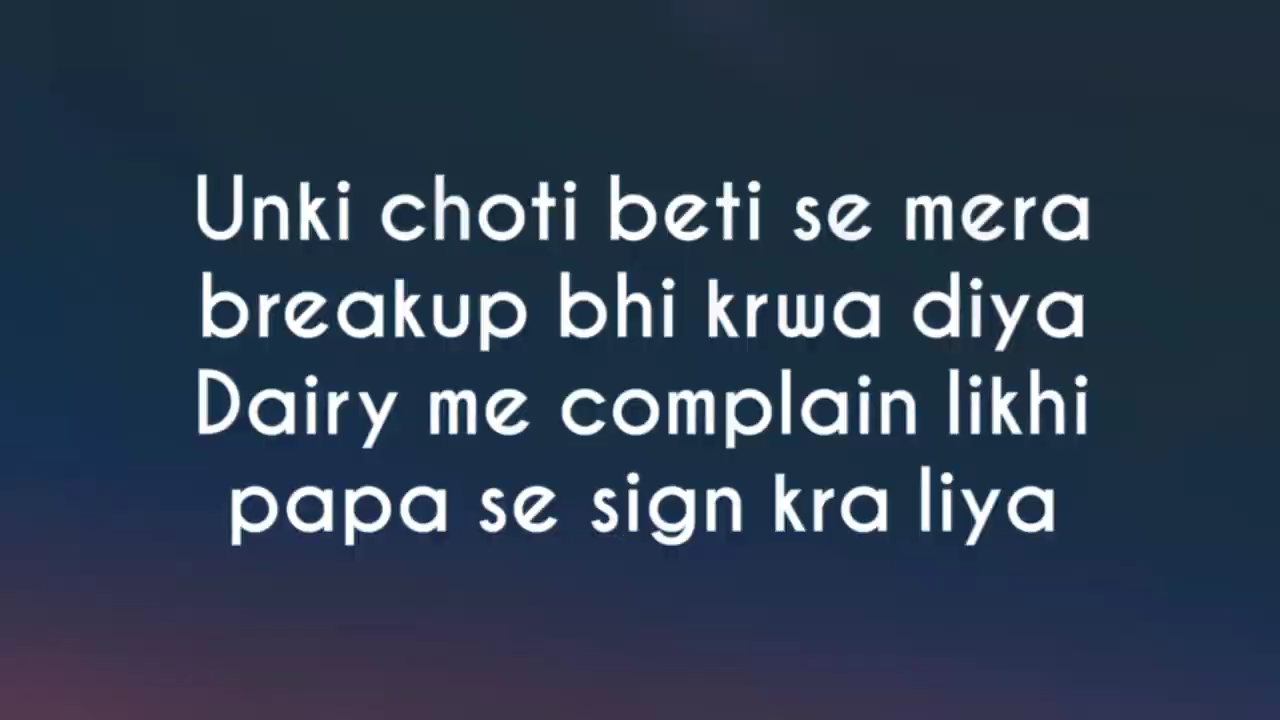 Unki choti beti se mera
breakup bhi krwa diya
Dairy me complain likhi
papa se sign kra liya